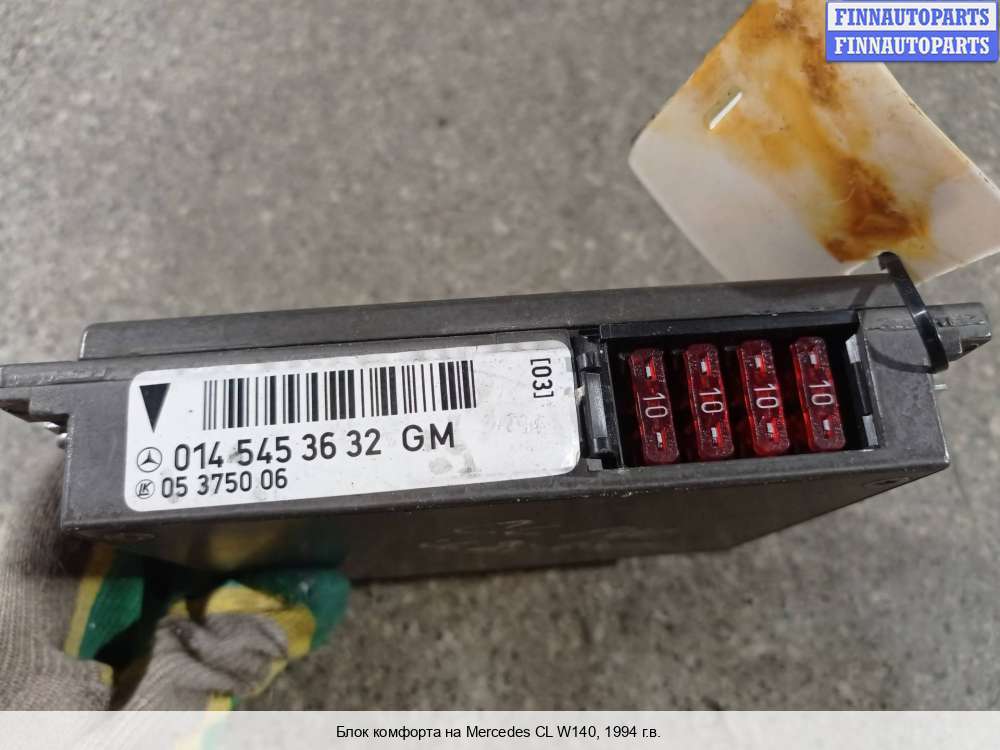 FINNAUTOPARTS
FINNAUTOPARTS
[03]
014 545 36 32 GM
LK 05 3750 06
10 10 10 10
Блок комфорта на Mercedes CL W140, 1994 г.в.